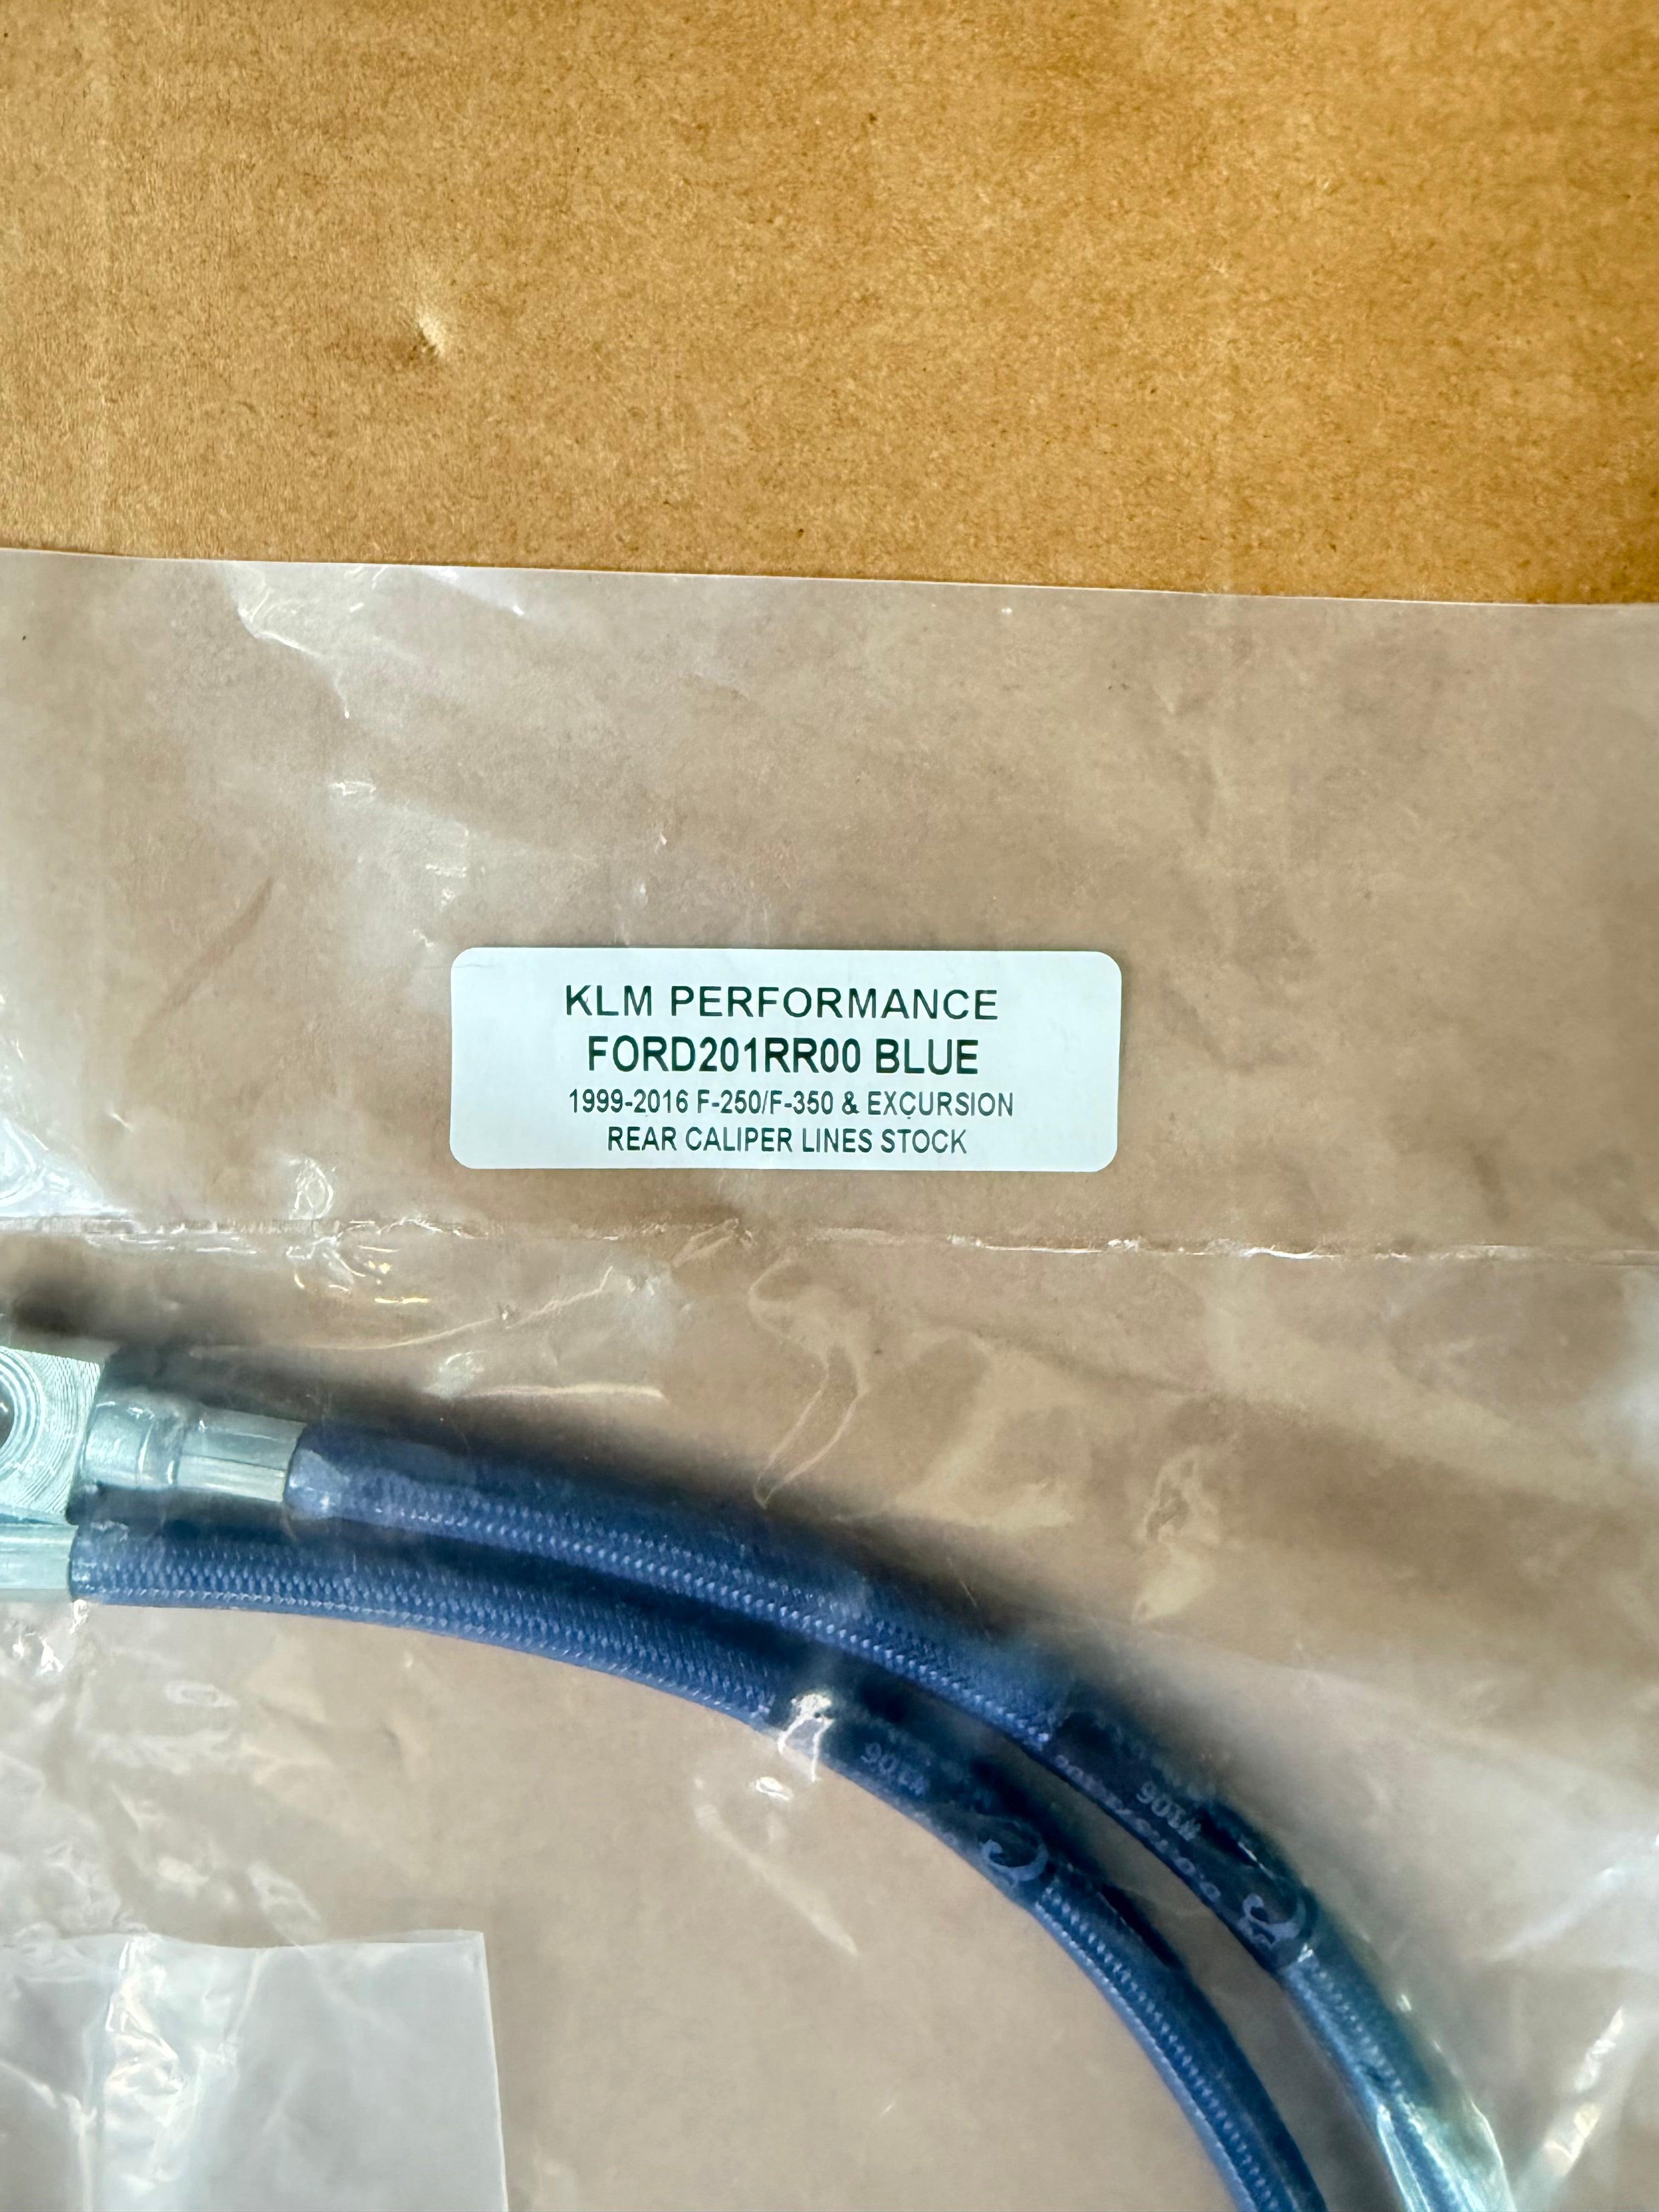 KLM PERFORMANCE
FORD201RR00 BLUE
1999-2016 F-250/F-350 & EXCURSION
REAR CALIPER LINES STOCK